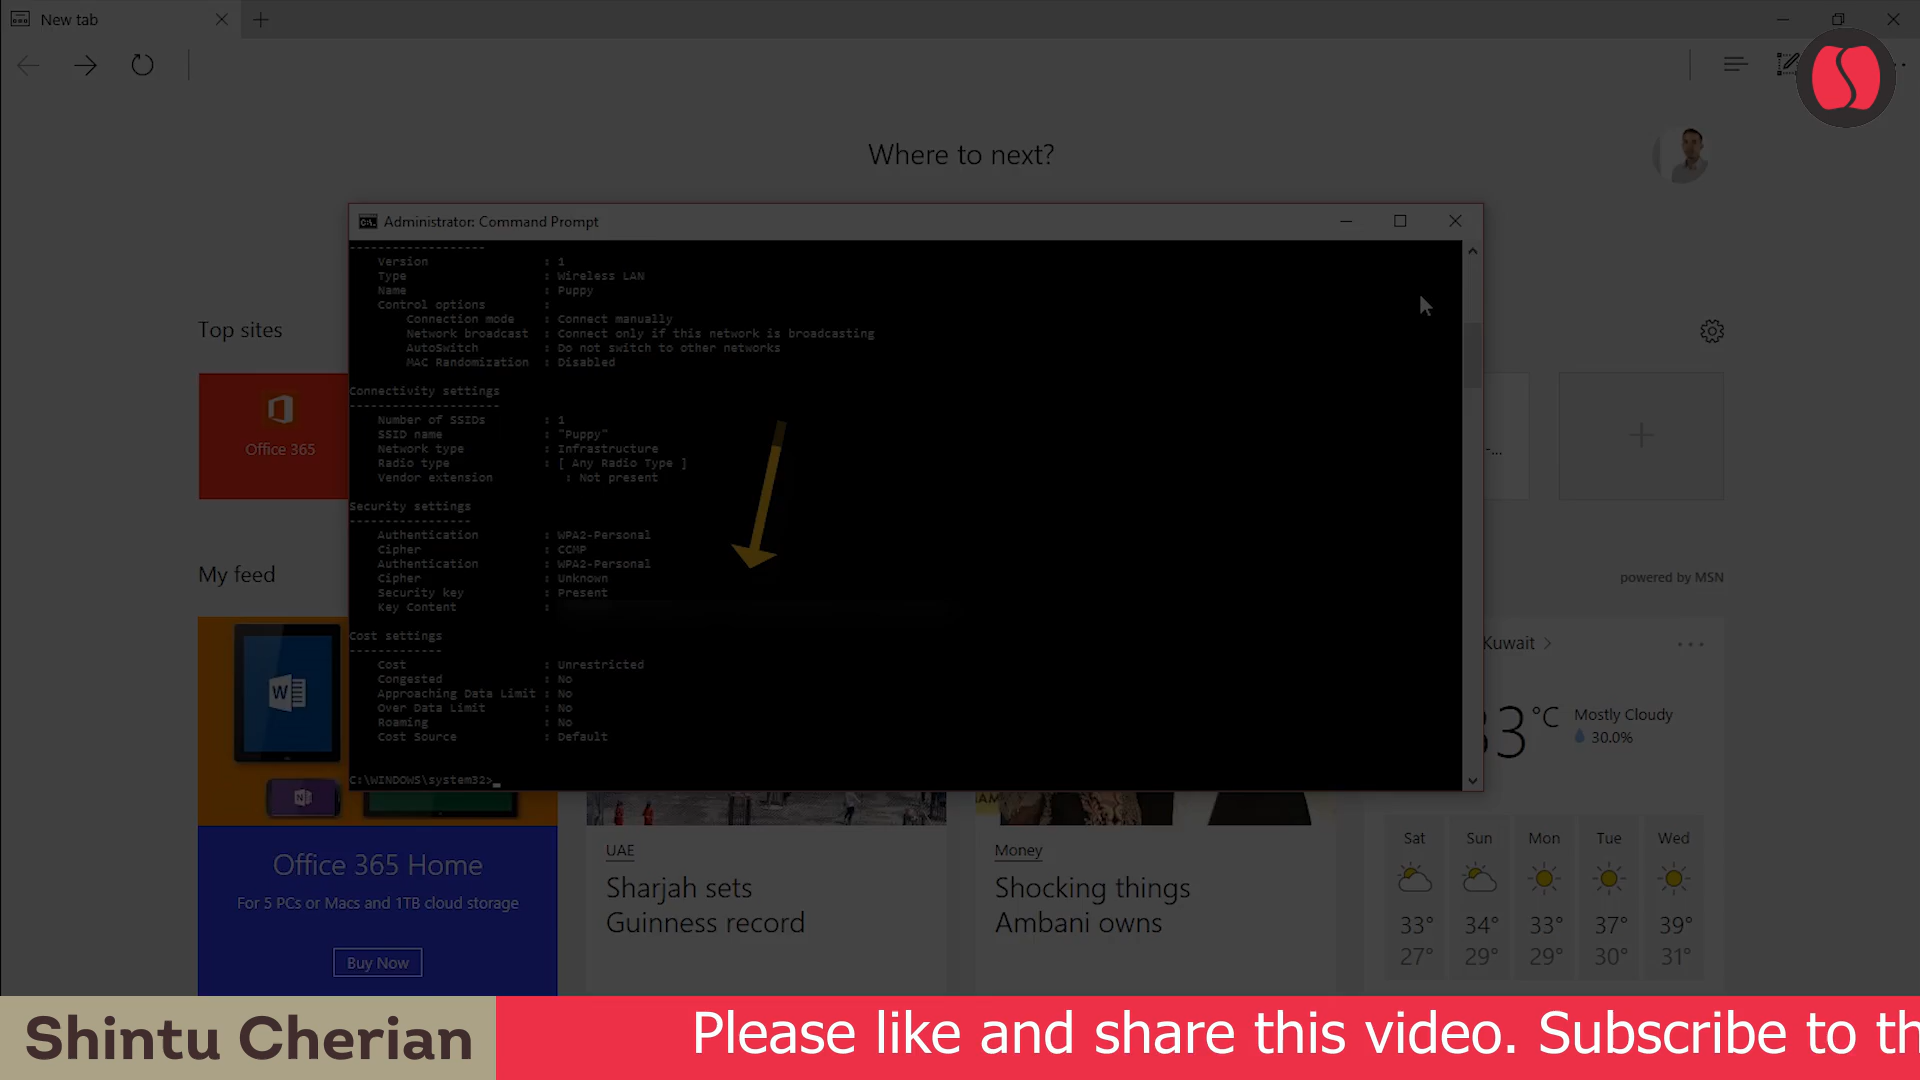 New tab
Where to next?
Administrator: Command Prompt
--------------------
Version : 1
Type : Wireless LAN
Name : Puppy
Control options :
Connection mode : Connect manually
Network broadcast : Connect only if this network is broadcasting
AutoSwitch : Do not switch to other networks
MAC Randomization : Disabled
Connectivity settings
---------------------
Number of SSIDs : 1
SSID name : "Puppy"
Network type : Infrastructure
Radio type : [ Any Radio Type ]
Vendor extension : Not present
Security settings
-----------------
Authentication : WPA2-Personal
Cipher : CCMP
Authentication : WPA2-Personal
Cipher : Unknown
Security key : Present
Key Content :
Cost settings
-------------
Cost : Unrestricted
Congested : No
Approaching Data Limit : No
Over Data Limit : No
Roaming : No
Cost Source : Default
C:\WINDOWS\system32>
Top sites
Office 365
-...
My feed
powered by MSN
Office 365 Home
For 5 PCs or Macs and 1TB cloud storage
Buy Now
UAE
Sharjah sets
Guinness record
Money
Shocking things
Ambani owns
Kuwait
3°C
Mostly Cloudy
30.0%
Sat Sun Mon Tue Wed
33° 34° 33° 37° 39°
27° 29° 29° 30° 31°
Shintu Cherian
Please like and share this video. Subscribe to th